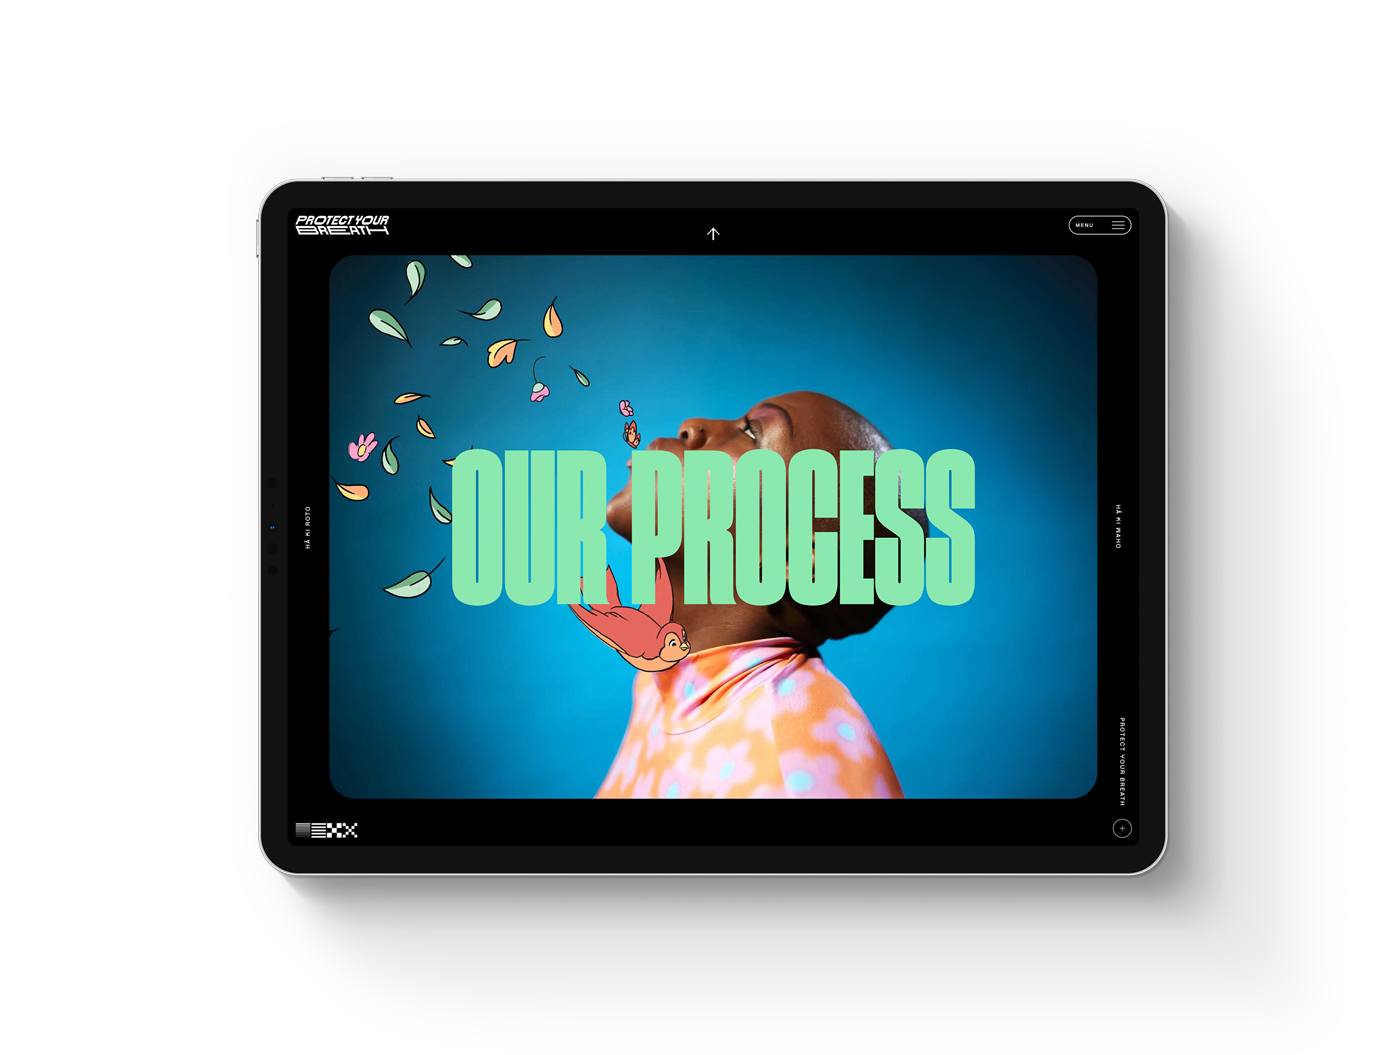 PROTECT YOUR
BREATH
MENU
OUR PROCESS
HĀ KI ROTO
HĀ KI WAHO
PROTECT YOUR BREATH